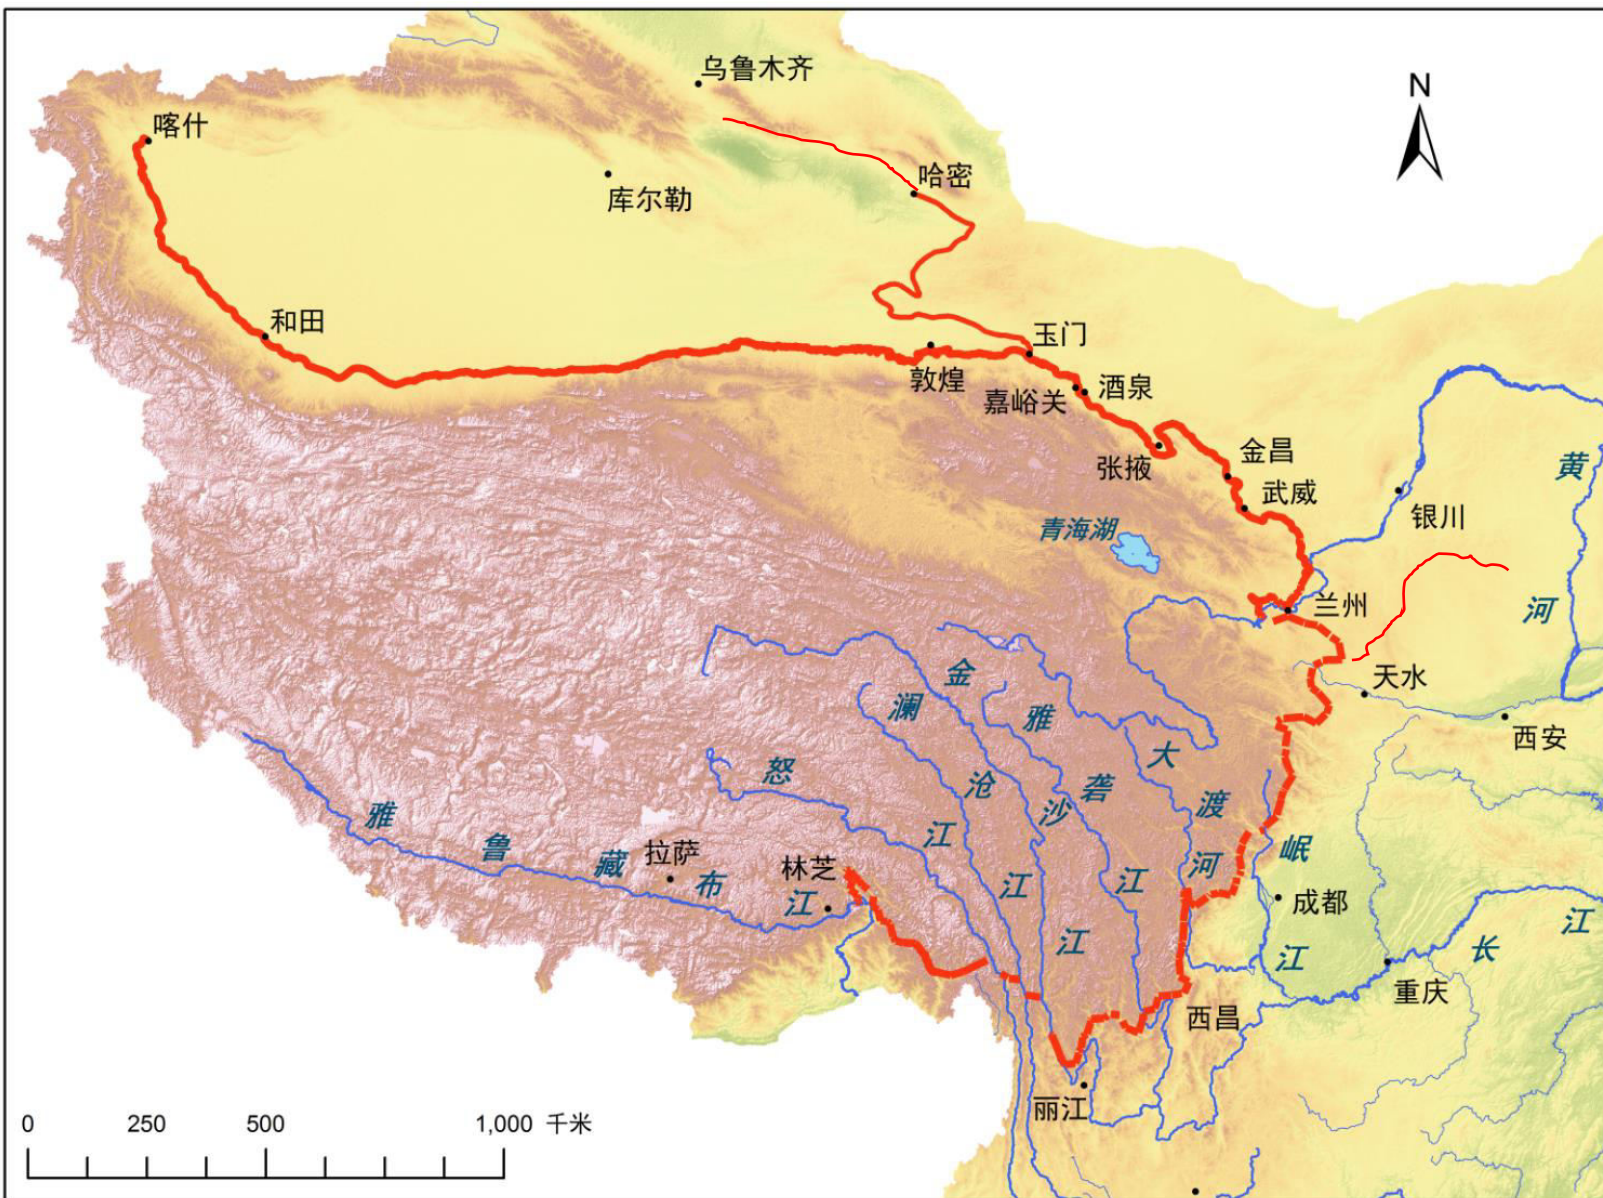 乌鲁木齐
N
喀什
哈密
库尔勒
和田
玉门
敦煌
嘉峪关
酒泉
张掖
金昌
武威
银川
黄
河
青海湖
兰州
天水
西安
金
沙
江
澜
沧
江
雅
砻
江
大
渡
河
怒
江
雅
鲁
藏
布
江
拉萨
林芝
岷
江
成都
长
江
重庆
西昌
丽江
0 250 500 1,000 千米